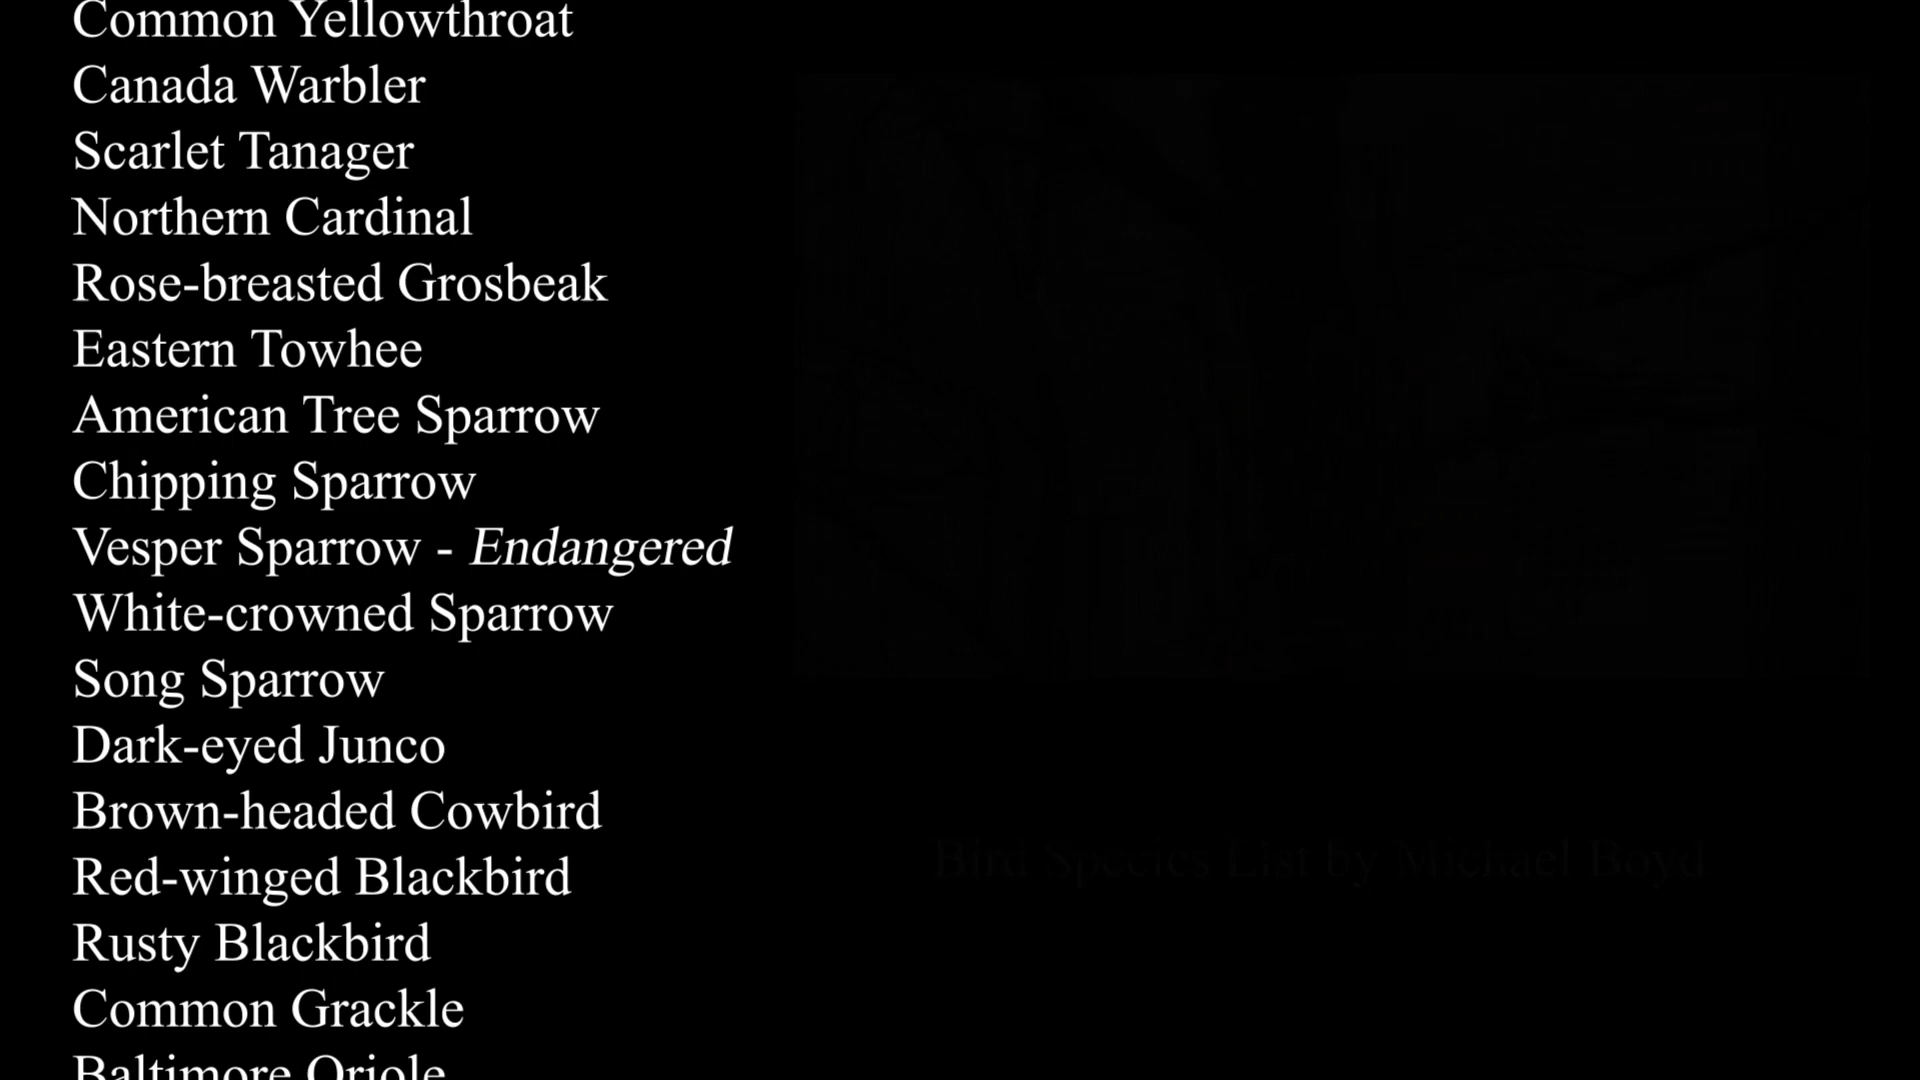 Common Yellowthroat
Canada Warbler
Scarlet Tanager
Northern Cardinal
Rose-breasted Grosbeak
Eastern Towhee
American Tree Sparrow
Chipping Sparrow
Vesper Sparrow - Endangered
White-crowned Sparrow
Song Sparrow
Dark-eyed Junco
Brown-headed Cowbird
Red-winged Blackbird
Rusty Blackbird
Common Grackle
Baltimore Oriole
Bird Species List by Michael Boyd